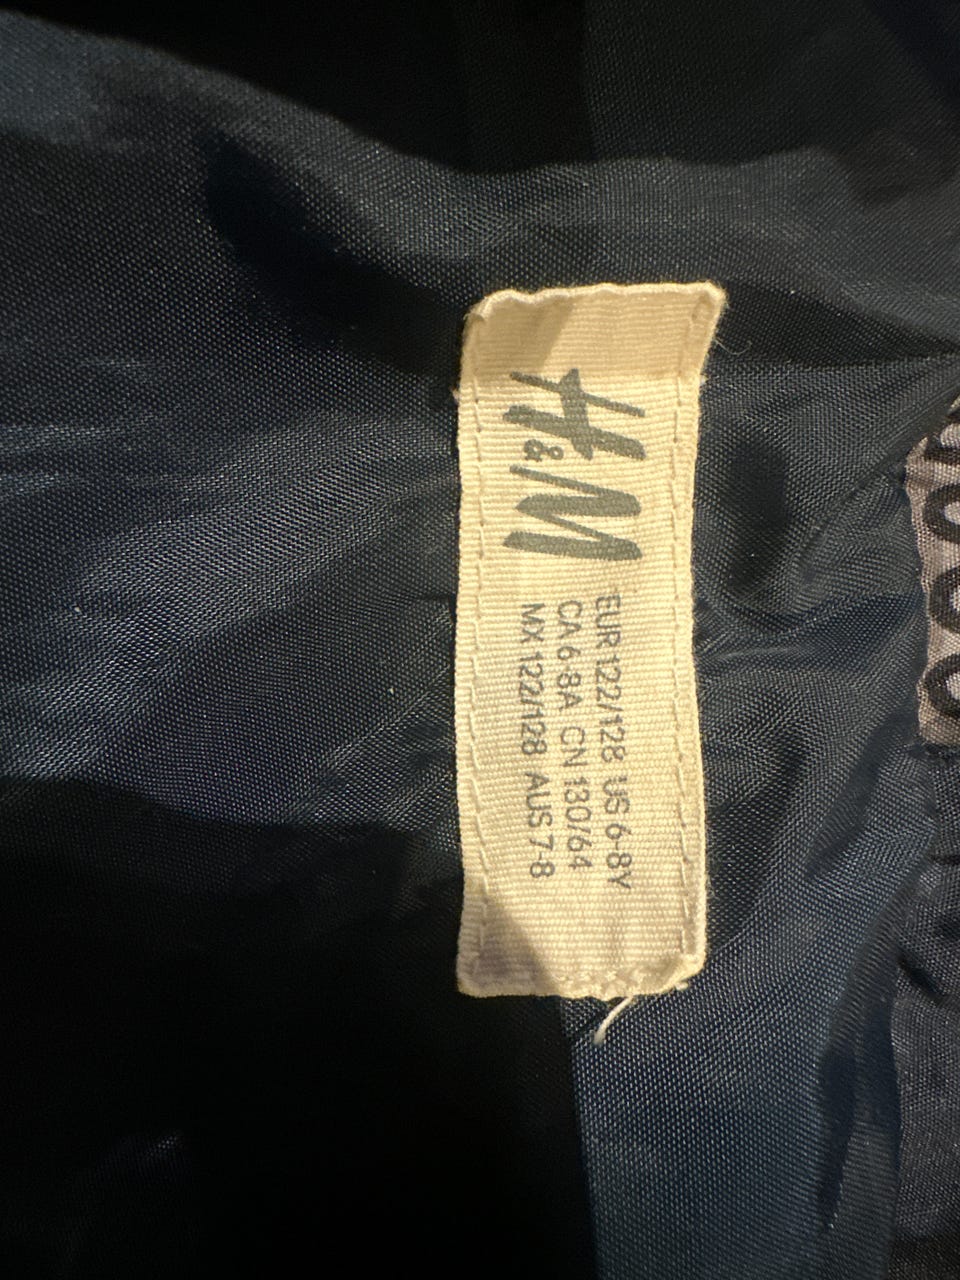 H&M
EUR 122/128 US 6-8Y
CA 6-8A CN 130/64
MX 122/128 AUS 7-8